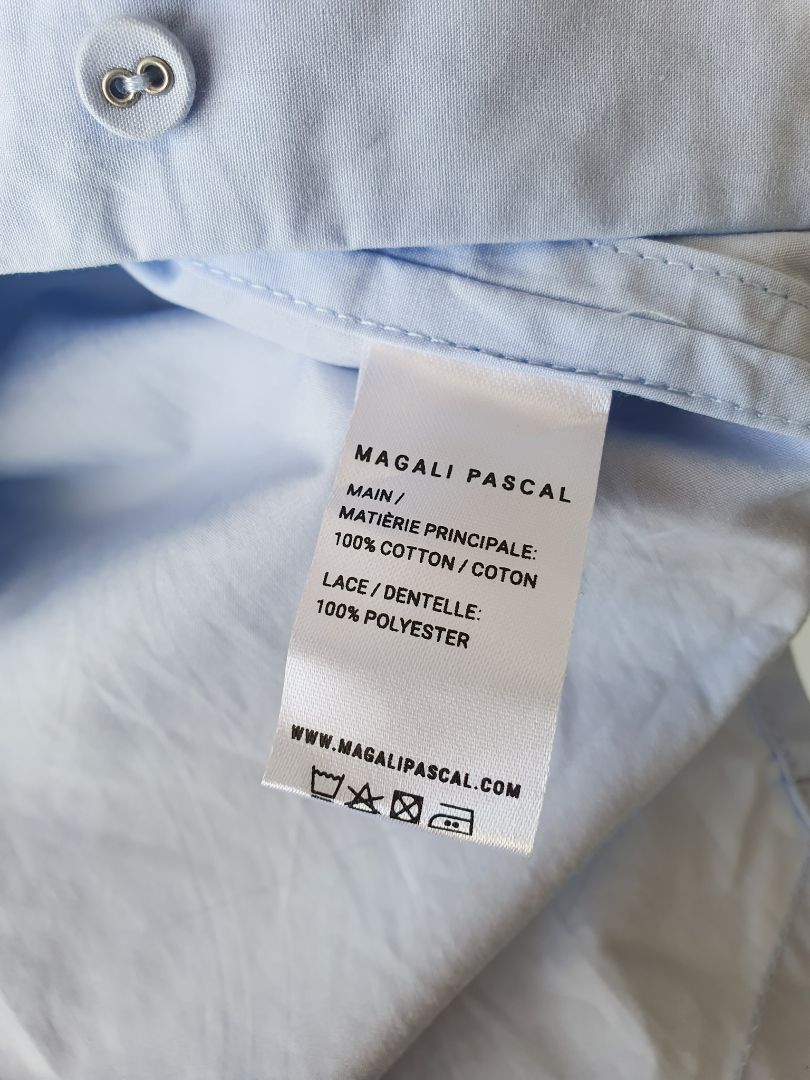 MAGALI PASCAL
MAIN /
MATIÈRIE PRINCIPALE:
100% COTTON / COTON
LACE / DENTELLE:
100% POLYESTER
WWW.MAGALIPASCAL.COM